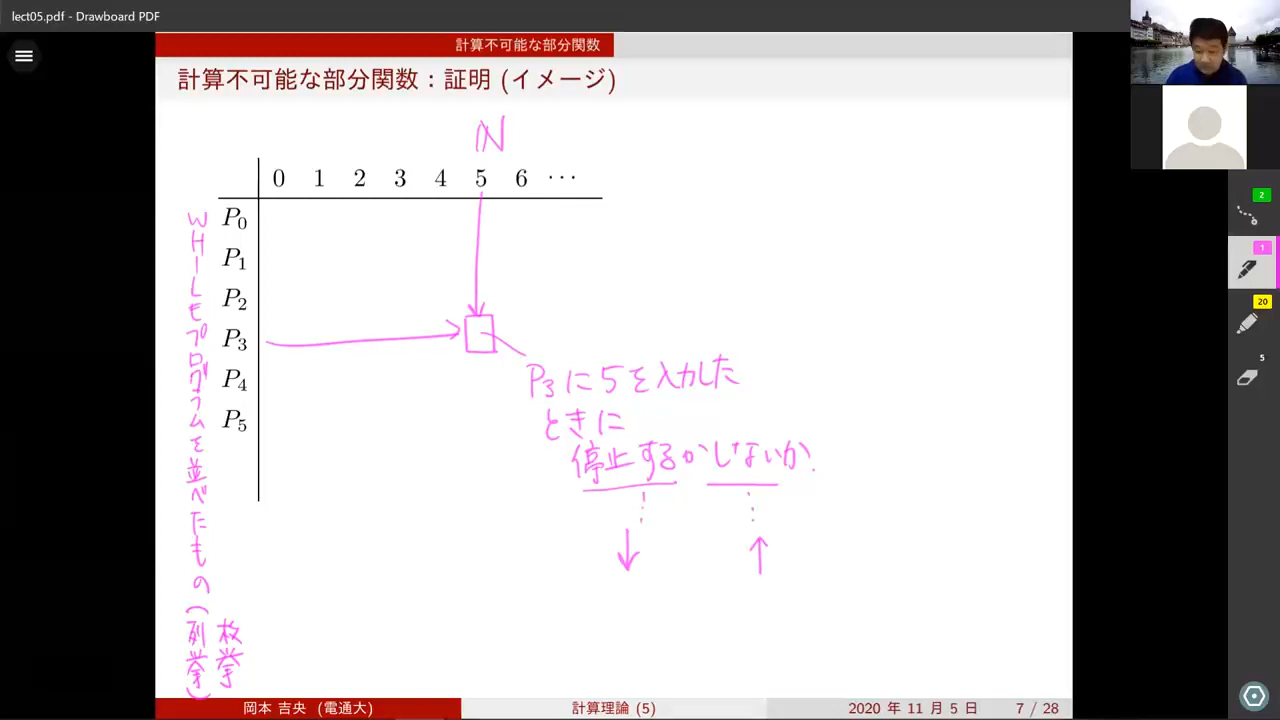 lect05.pdf - Drawboard PDF
計算不可能な部分関数
計算不可能な部分関数：証明 (イメージ)
ℕ
0 1 2 3 4 5 6 ···
P0
P1
P2
P3
P4
P5
WHILEプログラムを並べたもの(列挙)
枚挙
P3に5を入力した
ときに
停止するかしないか.
↓ ↑
岡本 吉央 (電通大)
計算理論 (5)
2020 年 11 月 5 日
7 / 28
2
1
20
5